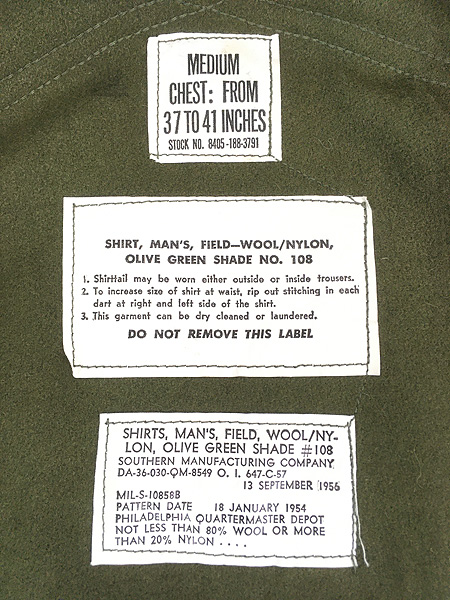 MEDIUM
CHEST: FROM
37 TO 41 INCHES
STOCK NO. 8405-188-3791
SHIRT, MAN'S, FIELD—WOOL/NYLON,
OLIVE GREEN SHADE NO. 108
1. Shirttail may be worn either outside or inside trousers.
2. To increase size of shirt at waist, rip out stitching in each
dart at right and left side of the shirt.
3. This garment can be dry cleaned or laundered.
DO NOT REMOVE THIS LABEL
SHIRTS, MAN'S, FIELD, WOOL/NY-
LON, OLIVE GREEN SHADE #108
SOUTHERN MANUFACTURING COMPANY
DA-36-030-QM-8549 O. I. 647-C-57
13 SEPTEMBER 1956
MIL-S-10858B
PATTERN DATE 18 JANUARY 1954
PHILADELPHIA QUARTERMASTER DEPOT
NOT LESS THAN 80% WOOL OR MORE
THAN 20% NYLON ....